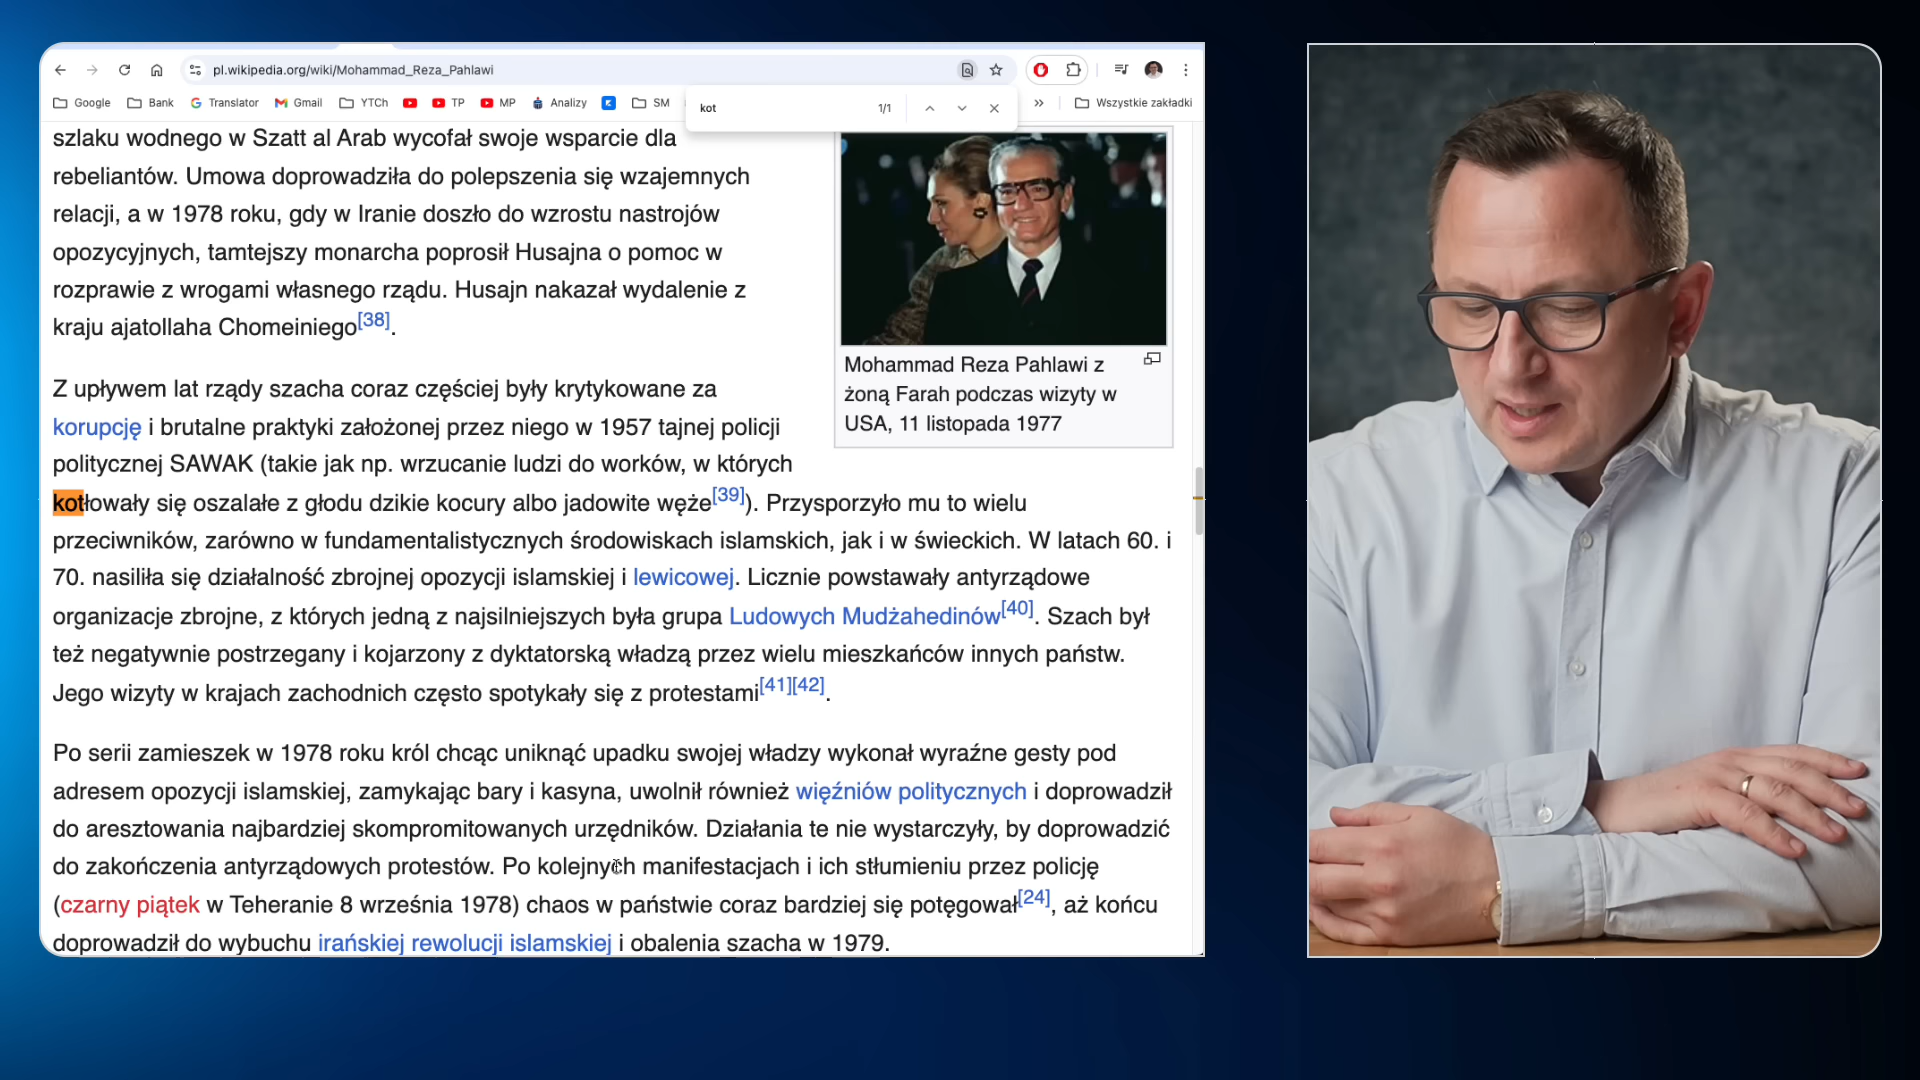 pl.wikipedia.org/wiki/Mohammad_Reza_Pahlawi
Google Bank Translator Gmail YTCh TP MP Analizy SM
kot 1/1
Wszystkie zakładki
szlaku wodnego w Szatt al Arab wycofał swoje wsparcie dla
rebeliantów. Umowa doprowadziła do polepszenia się wzajemnych
relacji, a w 1978 roku, gdy w Iranie doszło do wzrostu nastrojów
opozycyjnych, tamtejszy monarcha poprosił Husajna o pomoc w
rozprawie z wrogami własnego rządu. Husajn nakazał wydalenie z
kraju ajatollaha Chomeiniego[38].
Mohammad Reza Pahlawi z
żoną Farah podczas wizyty w
USA, 11 listopada 1977
Z upływem lat rządy szacha coraz częściej były krytykowane za
korupcję i brutalne praktyki założonej przez niego w 1957 tajnej policji
politycznej SAWAK (takie jak np. wrzucanie ludzi do worków, w których
kotłowały się oszalałe z głodu dzikie kocury albo jadowite węże[39]). Przysporzyło mu to wielu
przeciwników, zarówno w fundamentalistycznych środowiskach islamskich, jak i w świeckich. W latach 60. i
70. nasiliła się działalność zbrojnej opozycji islamskiej i lewicowej. Licznie powstawały antyrządowe
organizacje zbrojne, z których jedną z najsilniejszych była grupa Ludowych Mudżahedinów[40]. Szach był
też negatywnie postrzegany i kojarzony z dyktatorską władzą przez wielu mieszkańców innych państw.
Jego wizyty w krajach zachodnich często spotykały się z protestami[41][42].
Po serii zamieszek w 1978 roku król chcąc uniknąć upadku swojej władzy wykonał wyraźne gesty pod
adresem opozycji islamskiej, zamykając bary i kasyna, uwolnił również więźniów politycznych i doprowadził
do aresztowania najbardziej skompromitowanych urzędników. Działania te nie wystarczyły, by doprowadzić
do zakończenia antyrządowych protestów. Po kolejnych manifestacjach i ich stłumieniu przez policję
(czarny piątek w Teheranie 8 września 1978) chaos w państwie coraz bardziej się potęgował[24], aż końcu
doprowadził do wybuchu irańskiej rewolucji islamskiej i obalenia szacha w 1979.